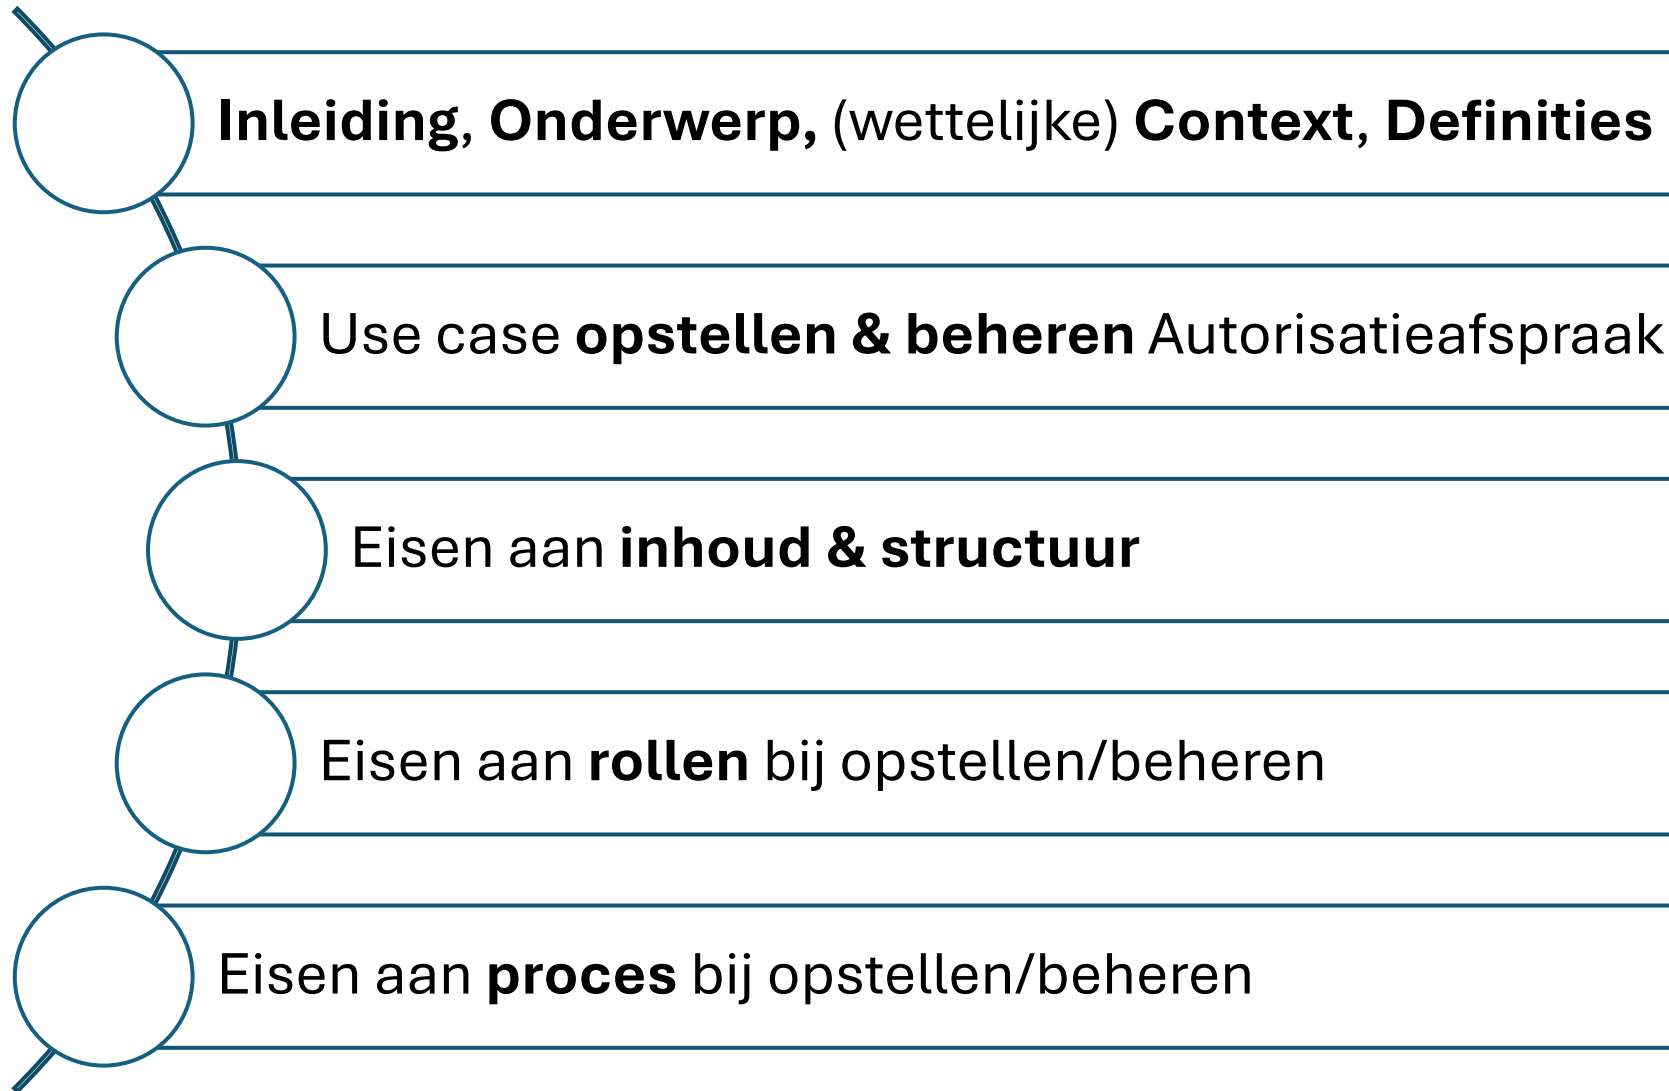 Inleiding, Onderwerp, (wettelijke) Context, Definities
Use case opstellen & beheren Autorisatieafspraak
Eisen aan inhoud & structuur
Eisen aan rollen bij opstellen/beheren
Eisen aan proces bij opstellen/beheren